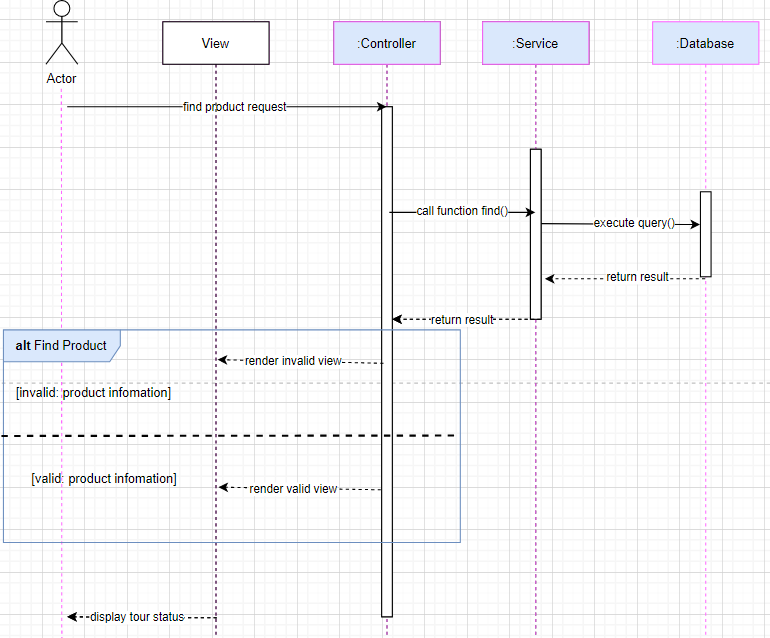 View
:Controller
:Service
:Database
Actor
find product request
call function find()
execute query()
return result
return result
alt Find Product
render invalid view
[invalid: product infomation]
[valid: product infomation]
render valid view
display tour status